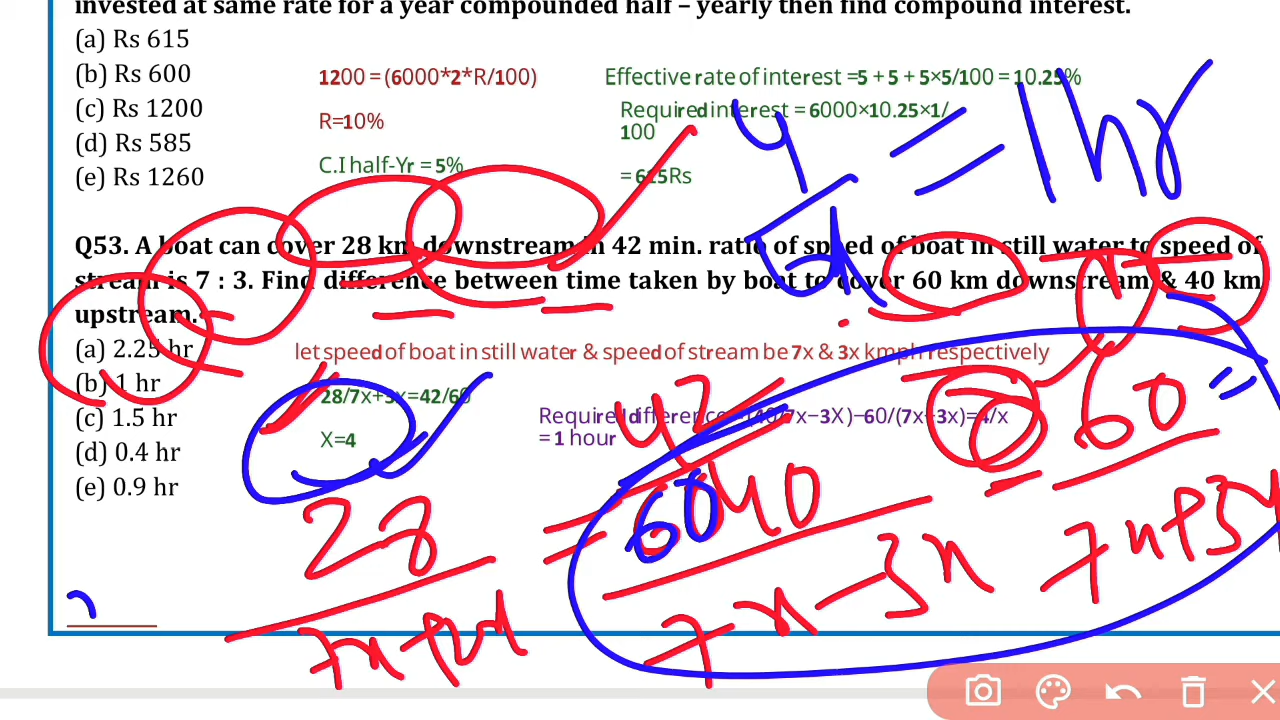 invested at same rate for a year compounded half – yearly then find compound interest.
(a) Rs 615
(b) Rs 600
(c) Rs 1200
(d) Rs 585
(e) Rs 1260
1200 = (6000*2*R/100)
R=10%
C.I half-Yr = 5%
Effective rate of interest =5 + 5 + 5×5/100 = 10.25%
Required interest = 6000×10.25×1/
100
= 615Rs
4/x = 1 hr
Q53. A boat can cover 28 km downstream in 42 min. ratio of speed of boat in still water to speed of
stream is 7 : 3. Find difference between time taken by boat to cover 60 km downstream & 40 km
upstream.
(a) 2.25 hr
(b) 1 hr
(c) 1.5 hr
(d) 0.4 hr
(e) 0.9 hr
let speed of boat in still water & speed of stream be 7x & 3x kmph respectively
28/7x+3x=42/60
X=4
Required difference =(40/7x−3X)−60/(7x+3x)=4/x
= 1 hour
42
60
28
=
40
7x-3x
60
7x+3x